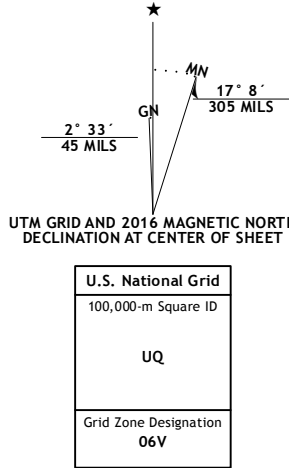 MN
GN
17° 8´
305 MILS
2° 33´
45 MILS
UTM GRID AND 2016 MAGNETIC NORTH
DECLINATION AT CENTER OF SHEET
U.S. National Grid
100,000-m Square ID
UQ
Grid Zone Designation
06V